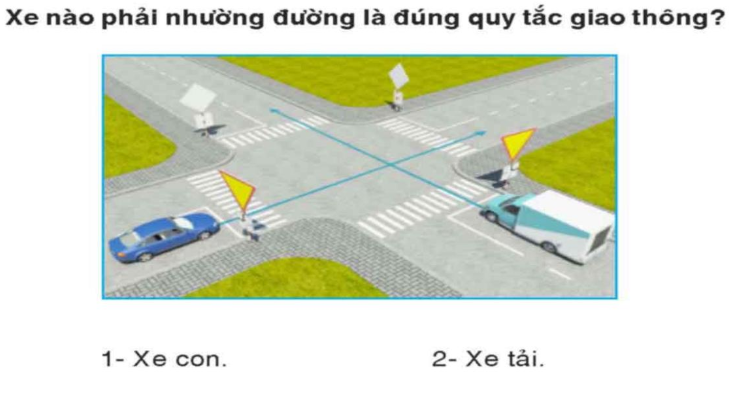 Xe nào phải nhường đường là đúng quy tắc giao thông?
1- Xe con.
2- Xe tải.